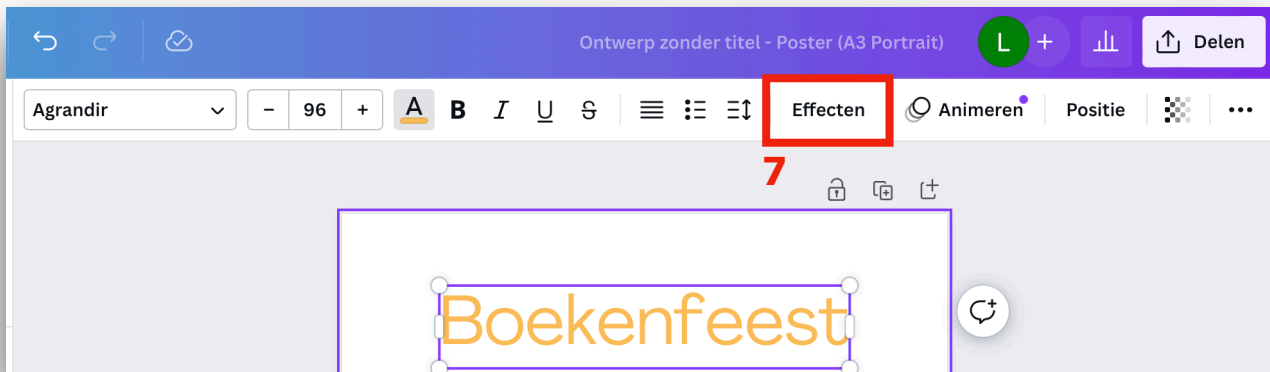 Ontwerp zonder titel - Poster (A3 Portrait) L + Delen
Agrandir - 96 + A B I U S Effecten Animeren Positie
7
Boekenfeest